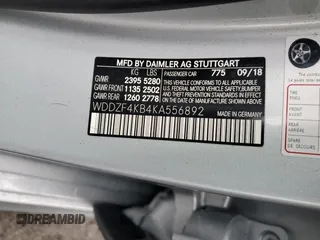 MFD BY DAIMLER AG STUTTGART
KG LBS PASSENGER CAR 775 09/18
GVWR 2395 5280
GAWR FRONT 1135 2502
GAWR REAR 1260 2778
THIS VEHICLE CONFORMS TO ALL
APPLICABLE U.S. FEDERAL MOTOR
VEHICLE SAFETY, BUMPER, AND
THEFT PREVENTION STANDARDS IN
EFFECT ON THE DATE OF
MANUFACTURE SHOWN ABOVE.
WDDZF4KB4KA556892
MADE IN GERMANY
DREAMBID